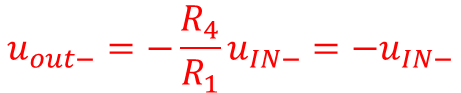 $u_{out-} = -\frac{R_4}{R_1} u_{IN-} = -u_{IN-}$